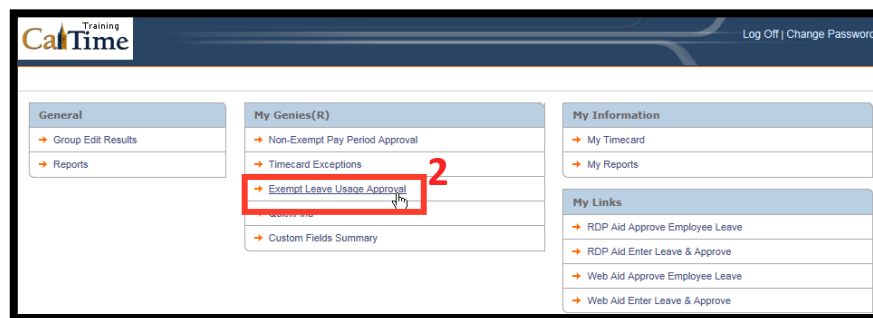 Training
CalTime
Log Off | Change Password
General
Group Edit Results
Reports
My Genies(R)
Non-Exempt Pay Period Approval
Timecard Exceptions
Exempt Leave Usage Approval
2
Custom Fields Summary
My Information
My Timecard
My Reports
My Links
RDP Aid Approve Employee Leave
RDP Aid Enter Leave & Approve
Web Aid Approve Employee Leave
Web Aid Enter Leave & Approve